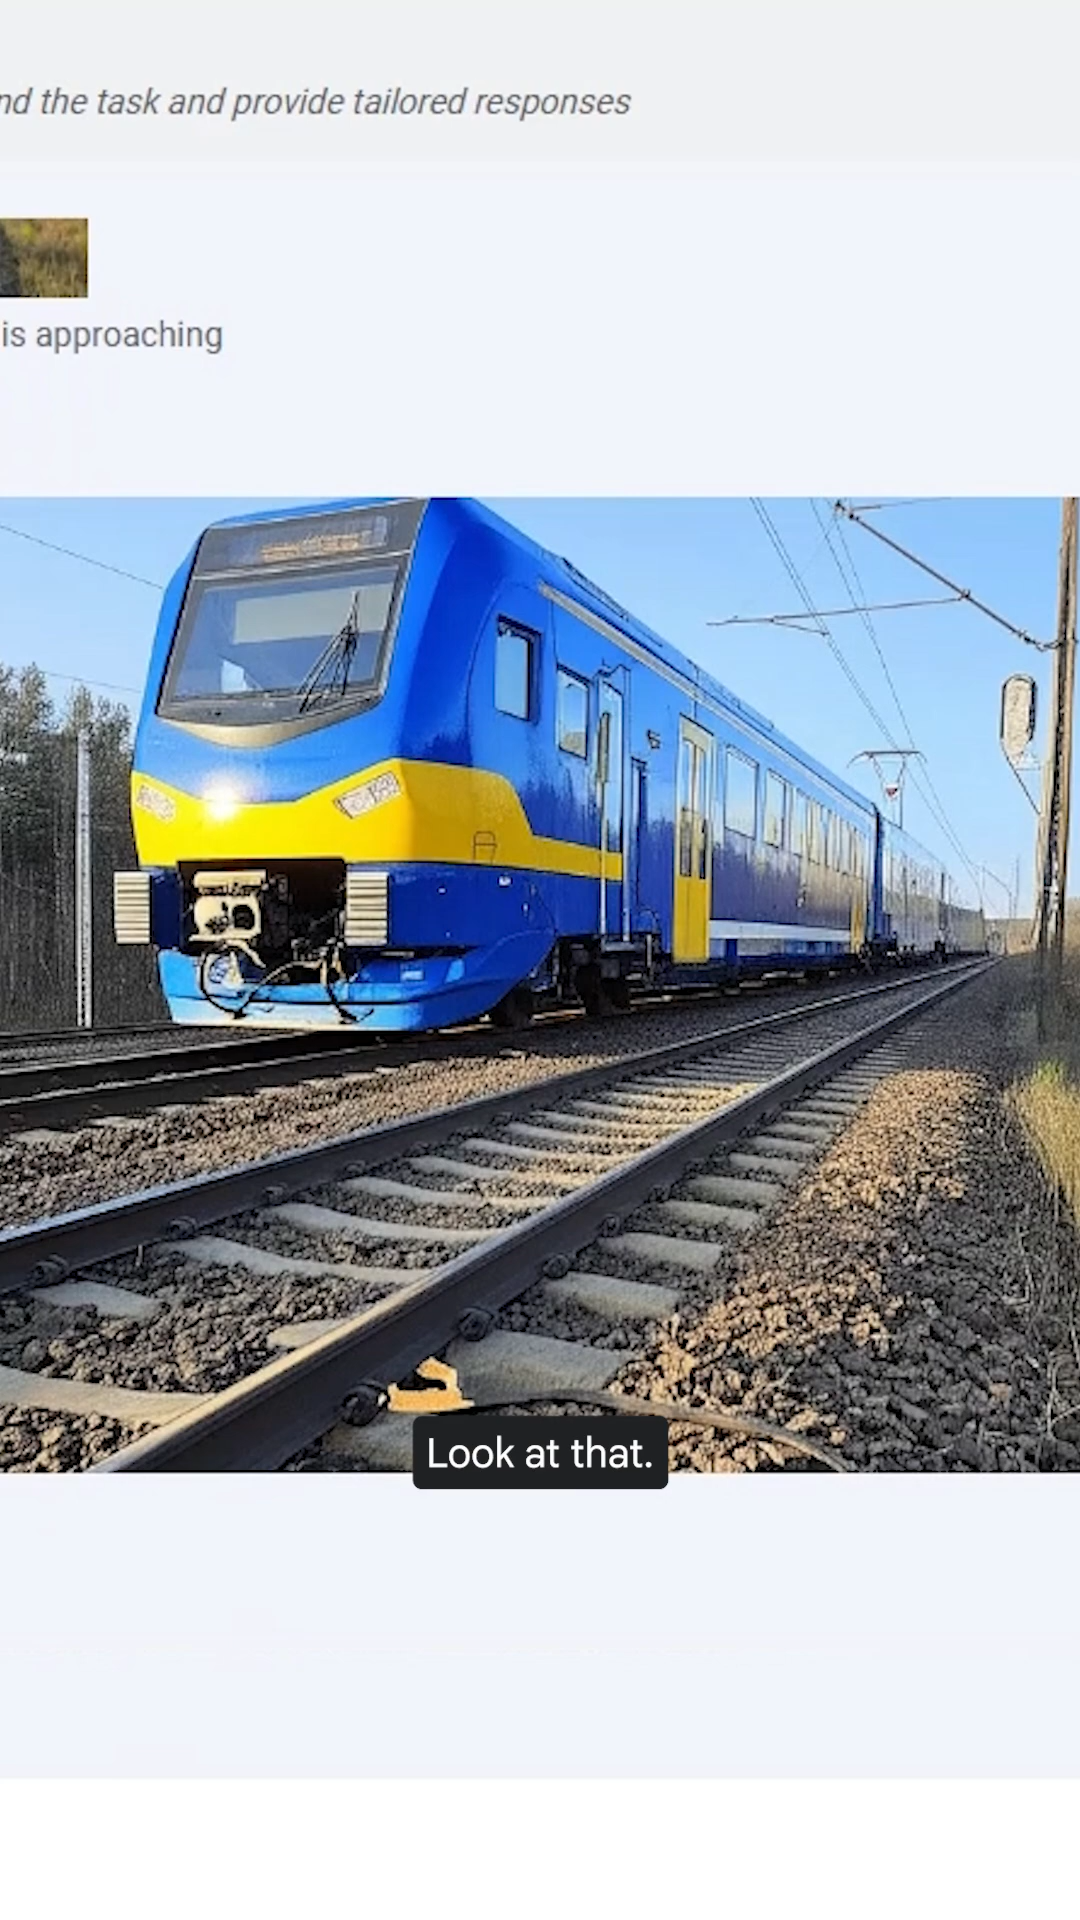 nd the task and provide tailored responses
is approaching
Look at that.